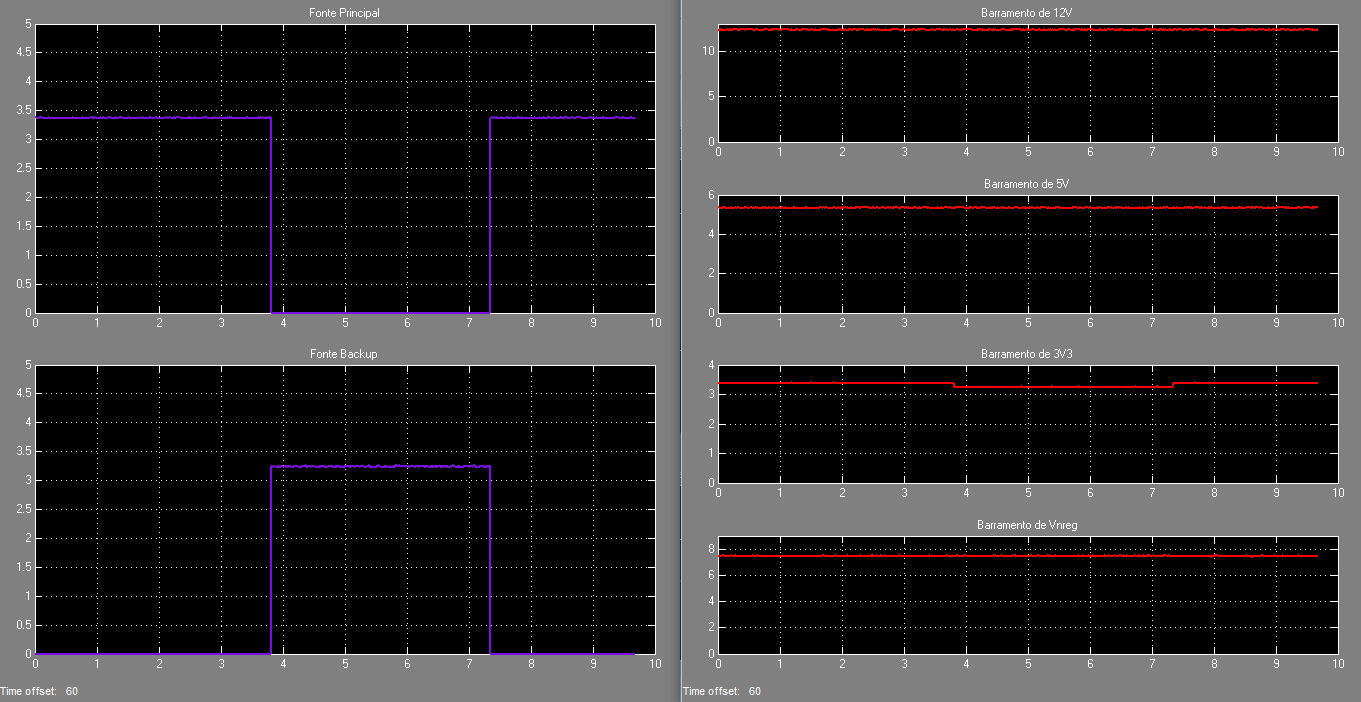 Fonte Principal
5
4.5
4
3.5
3
2.5
2
1.5
1
0.5
0
0 1 2 3 4 5 6 7 8 9 10
Fonte Backup
5
4.5
4
3.5
3
2.5
2
1.5
1
0.5
0
0 1 2 3 4 5 6 7 8 9 10
Time offset: 60
Barramento de 12V
10
5
0
0 1 2 3 4 5 6 7 8 9 10
Barramento de 5V
6
4
2
0
0 1 2 3 4 5 6 7 8 9 10
Barramento de 3V3
4
3
2
1
0
0 1 2 3 4 5 6 7 8 9 10
Barramento de Vnreg
8
6
4
2
0
0 1 2 3 4 5 6 7 8 9 10
Time offset: 60